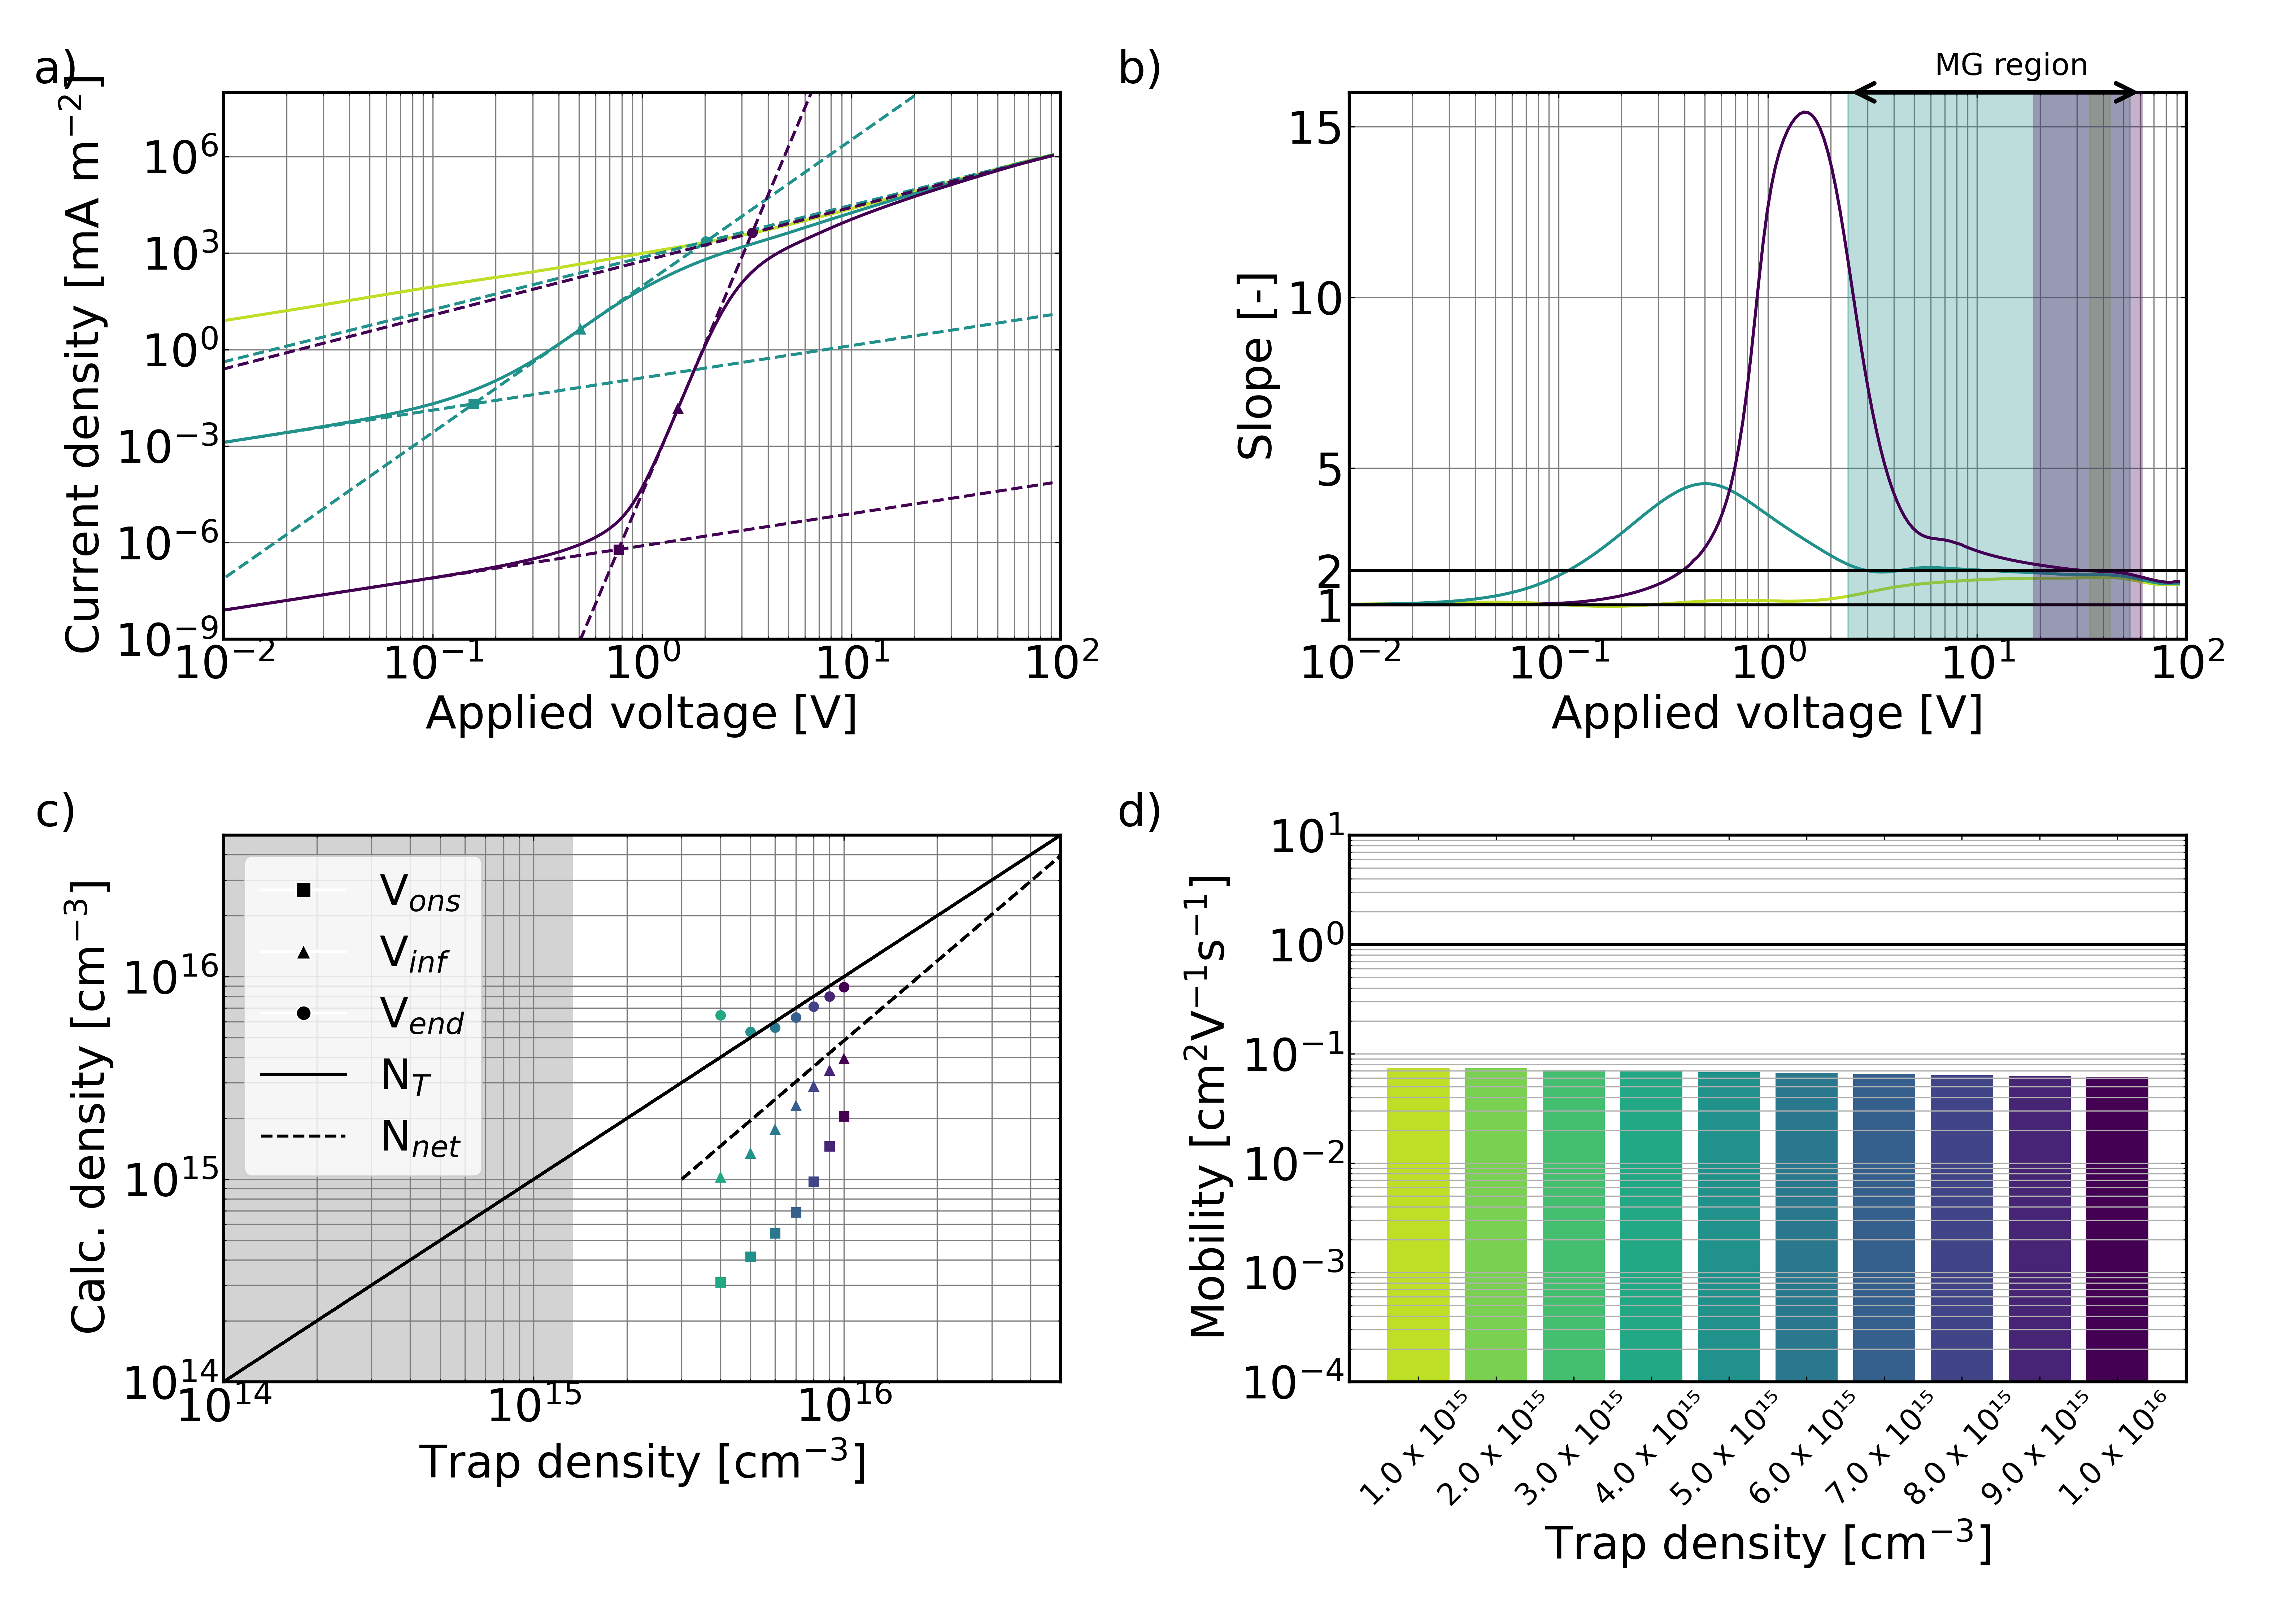 a)
Current density [mA m⁻²]
10⁶
10³
10⁰
10⁻³
10⁻⁶
10⁻⁹
10⁻² 10⁻¹ 10⁰ 10¹ 10²
Applied voltage [V]
b)
MG region
Slope [-]
15
10
5
2
1
10⁻² 10⁻¹ 10⁰ 10¹ 10²
Applied voltage [V]
c)
Calc. density [cm⁻³]
V_ons
V_inf
V_end
N_T
N_net
10¹⁶
10¹⁵
10¹⁴
10¹⁴ 10¹⁵ 10¹⁶
Trap density [cm⁻³]
d)
Mobility [cm²V⁻¹s⁻¹]
10¹
10⁰
10⁻¹
10⁻²
10⁻³
10⁻⁴
1.0 x 10¹⁵
2.0 x 10¹⁵
3.0 x 10¹⁵
4.0 x 10¹⁵
5.0 x 10¹⁵
6.0 x 10¹⁵
7.0 x 10¹⁵
8.0 x 10¹⁵
9.0 x 10¹⁵
1.0 x 10¹⁶
Trap density [cm⁻³]